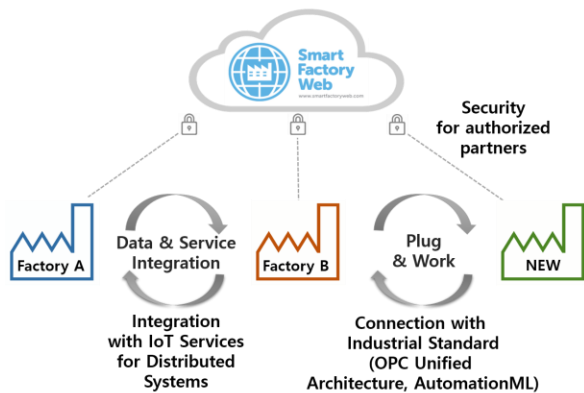 Smart
Factory
Web
www.smartfactoryweb.com
Security
for authorized
partners
Factory A
Data & Service
Integration
Factory B
Plug
& Work
NEW
Integration
with IoT Services
for Distributed
Systems
Connection with
Industrial Standard
(OPC Unified
Architecture, AutomationML)